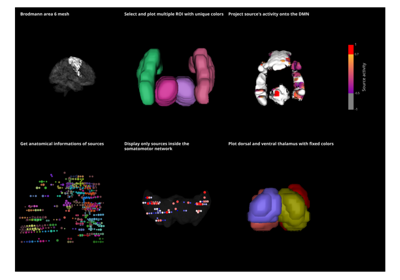 Brodmann area 6 mesh
Select and plot multiple ROI with unique colors
Project source's activity onto the DMN
Source activity
Get anatomical informations of sources
Display only sources inside the
somatomotor network
Plot dorsal and ventral thalamus with fixed colors